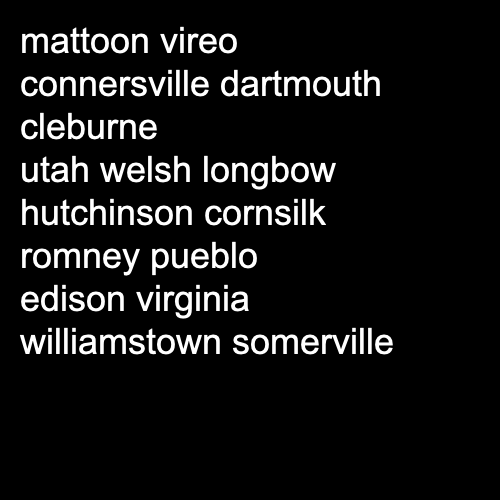 mattoon vireo
connersville dartmouth
cleburne
utah welsh longbow
hutchinson cornsilk
romney pueblo
edison virginia
williamstown somerville